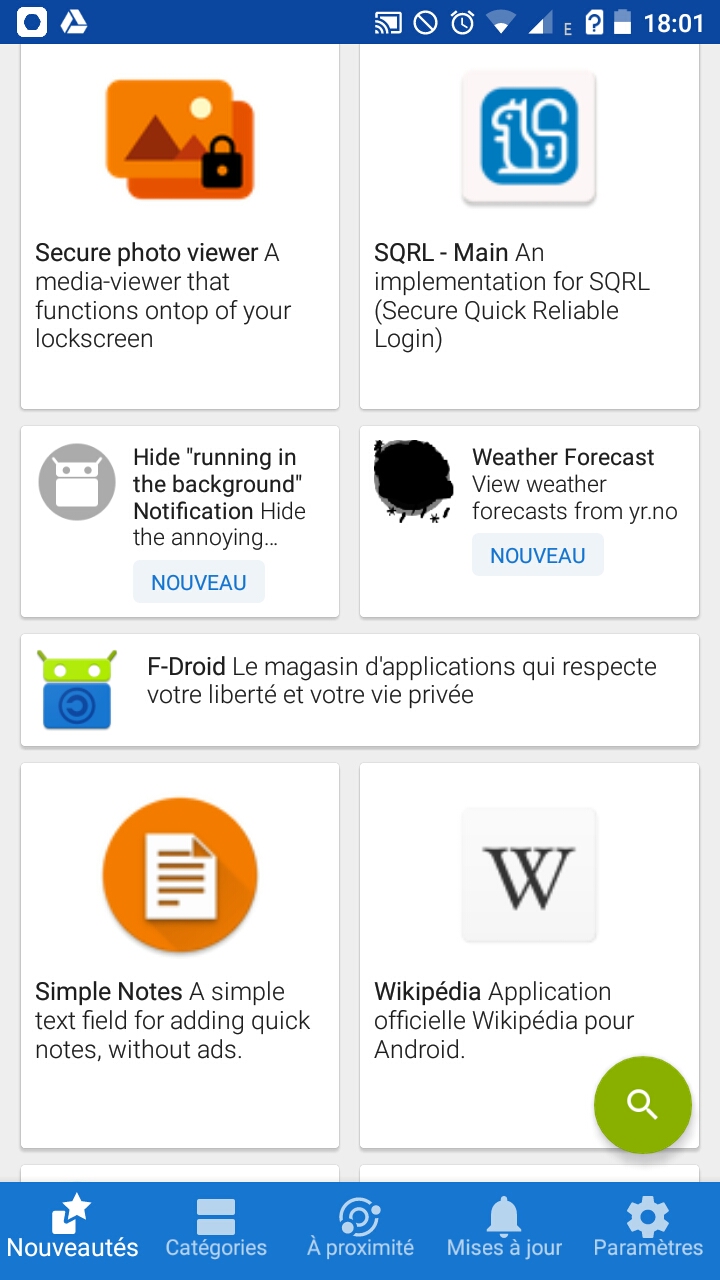 E
18:01
Secure photo viewer A
media-viewer that
functions ontop of your
lockscreen
SQRL - Main An
implementation for SQRL
(Secure Quick Reliable
Login)
Hide "running in
the background"
Notification Hide
the annoying…
NOUVEAU
Weather Forecast
View weather
forecasts from yr.no
NOUVEAU
F-Droid Le magasin d'applications qui respecte
votre liberté et votre vie privée
Simple Notes A simple
text field for adding quick
notes, without ads.
W
Wikipédia Application
officielle Wikipédia pour
Android.
Nouveautés
Catégories
À proximité
Mises à jour
Paramètres